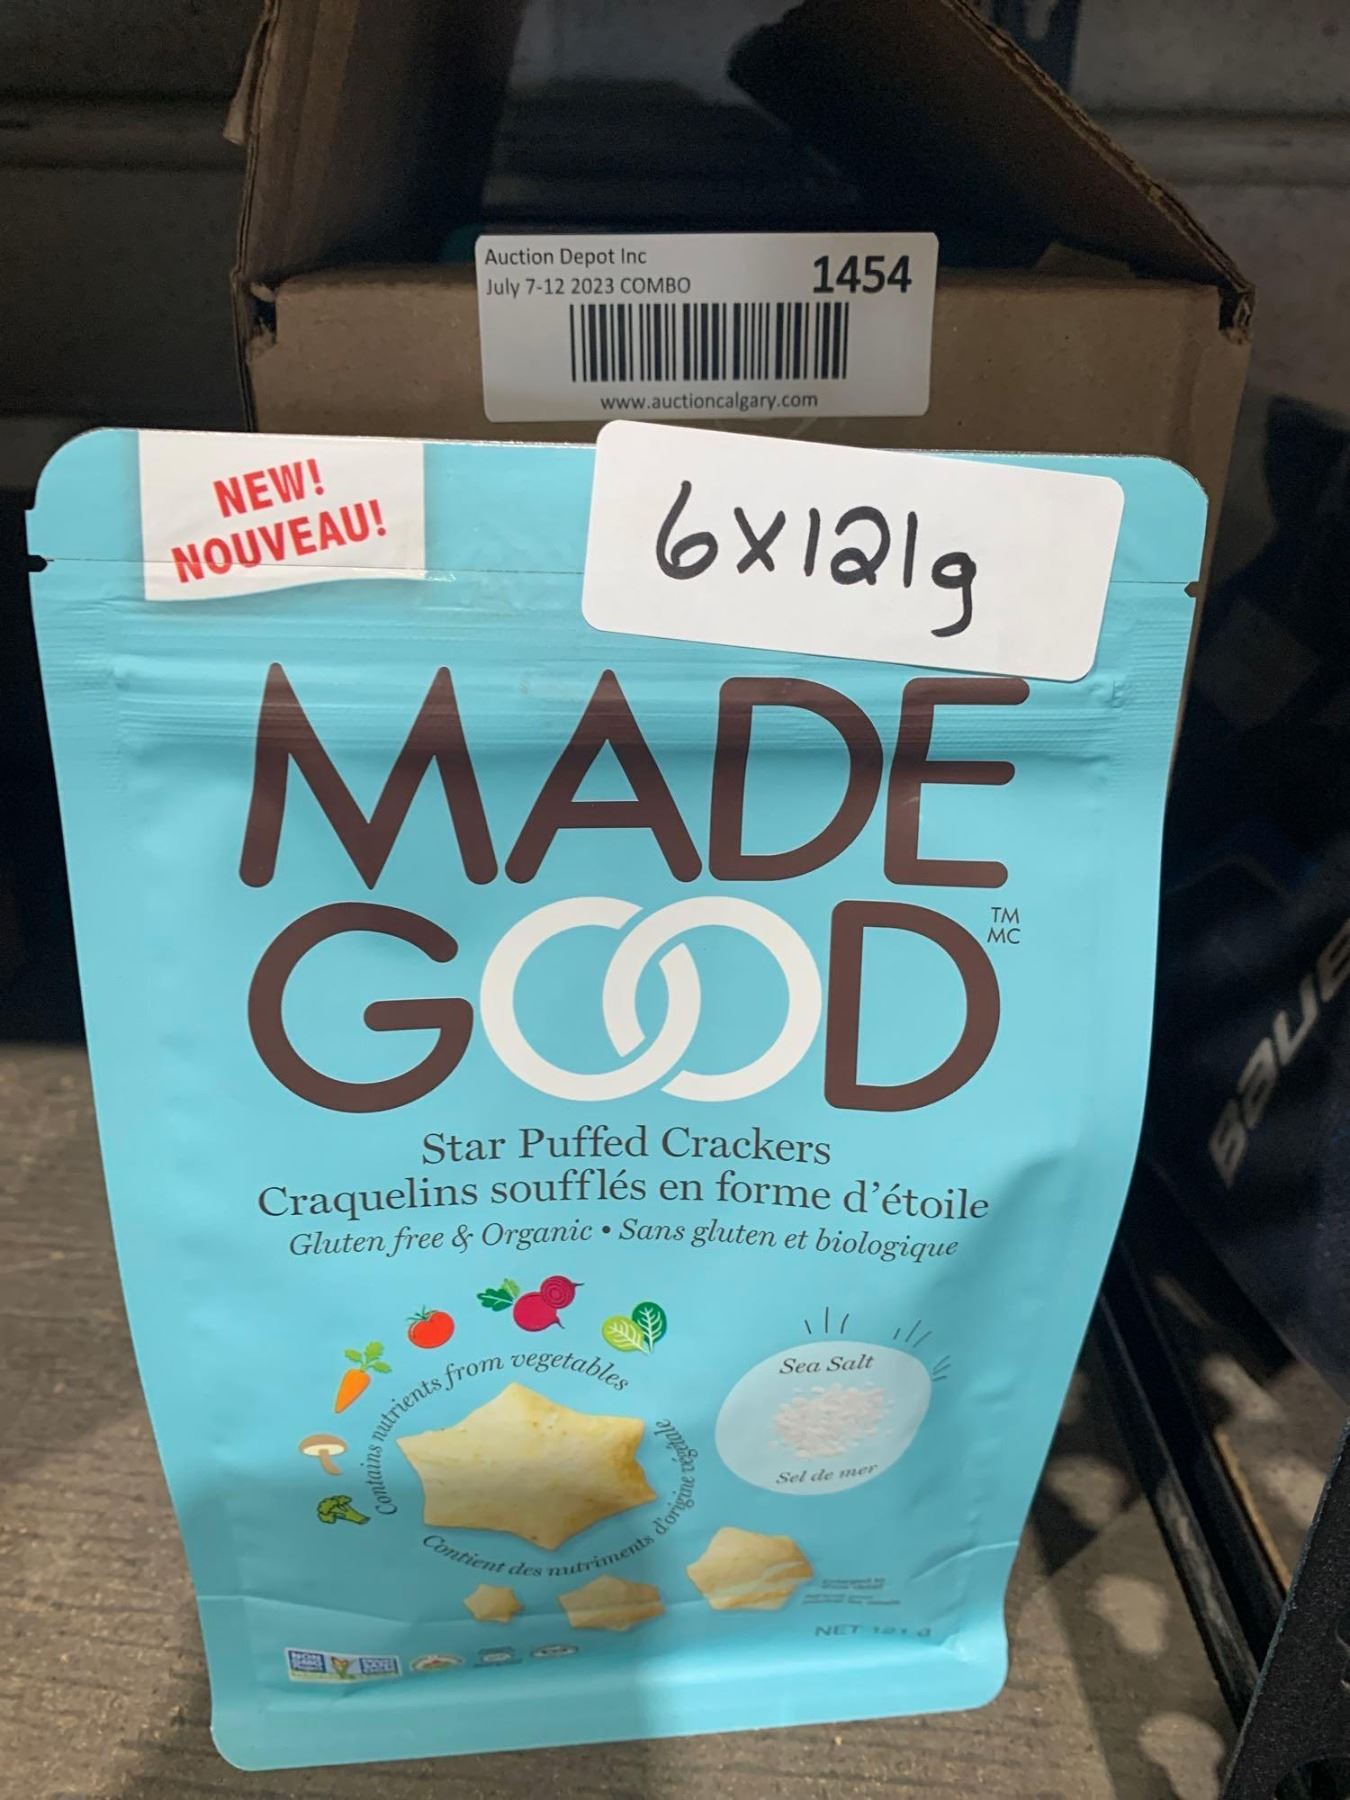 Auction Depot Inc
July 7-12 2023 COMBO
1454
www.auctioncalgary.com
NEW!
NOUVEAU!
6X121g
MADE
GOOD
TM
MC
Star Puffed Crackers
Craquelins soufflés en forme d'étoile
Gluten free & Organic • Sans gluten et biologique
Contains nutrients from vegetables
Contient des nutriments d'origine végétale
Sea Salt
Sel de mer
NET 121 g
BAUE